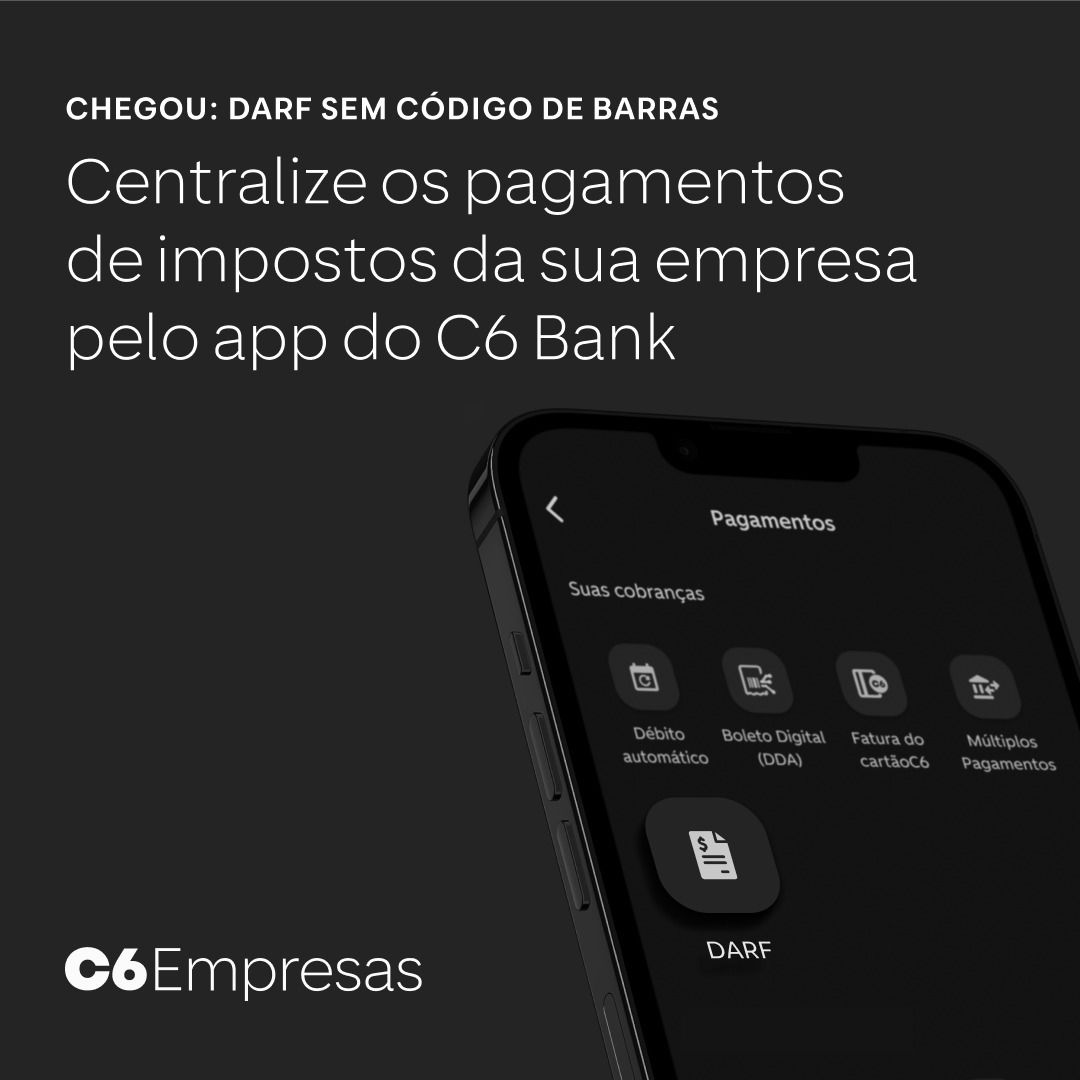 CHEGOU: DARF SEM CÓDIGO DE BARRAS
Centralize os pagamentos
de impostos da sua empresa
pelo app do C6 Bank
Pagamentos
Suas cobranças
Débito
automático
Boleto Digital
(DDA)
Fatura do
cartãoC6
Múltiplos
Pagamentos
DARF
C6Empresas